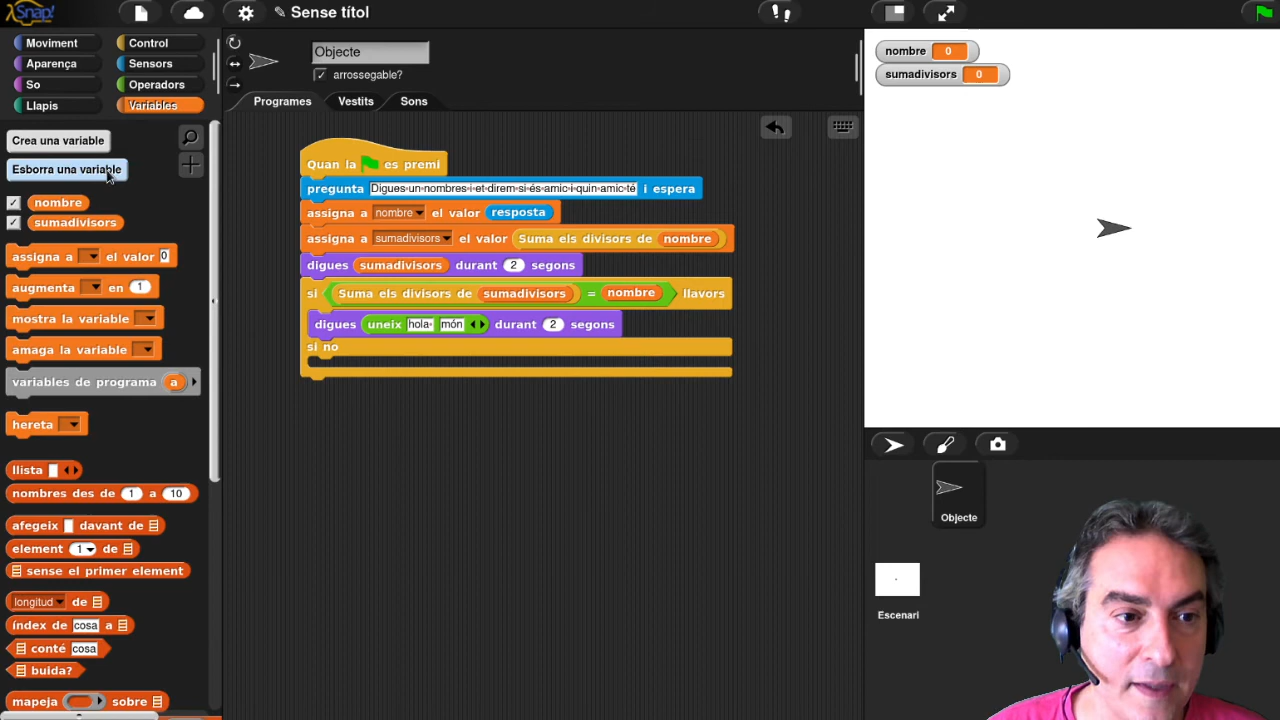 Snap!
Sense títol
Moviment
Control
Aparença
Sensors
So
Operadors
Llapis
Variables
Crea una variable
Esborra una variable
nombre
sumadivisors
assigna a el valor 0
augmenta en 1
mostra la variable
amaga la variable
variables de programa a
hereta
llista
nombres des de 1 a 10
afegeix davant de
element 1 de
sense el primer element
longitud de
índex de cosa a
conté cosa
buida?
mapeja sobre
Objecte
arrossegable?
Programes
Vestits
Sons
Quan la es premi
pregunta Digues un nombres i et direm si és amic i quin amic té i espera
assigna a nombre el valor resposta
assigna a sumadivisors el valor Suma els divisors de nombre
digues sumadivisors durant 2 segons
si Suma els divisors de sumadivisors = nombre llavors
digues uneix hola món durant 2 segons
si no
nombre 0
sumadivisors 0
Objecte
Escenari